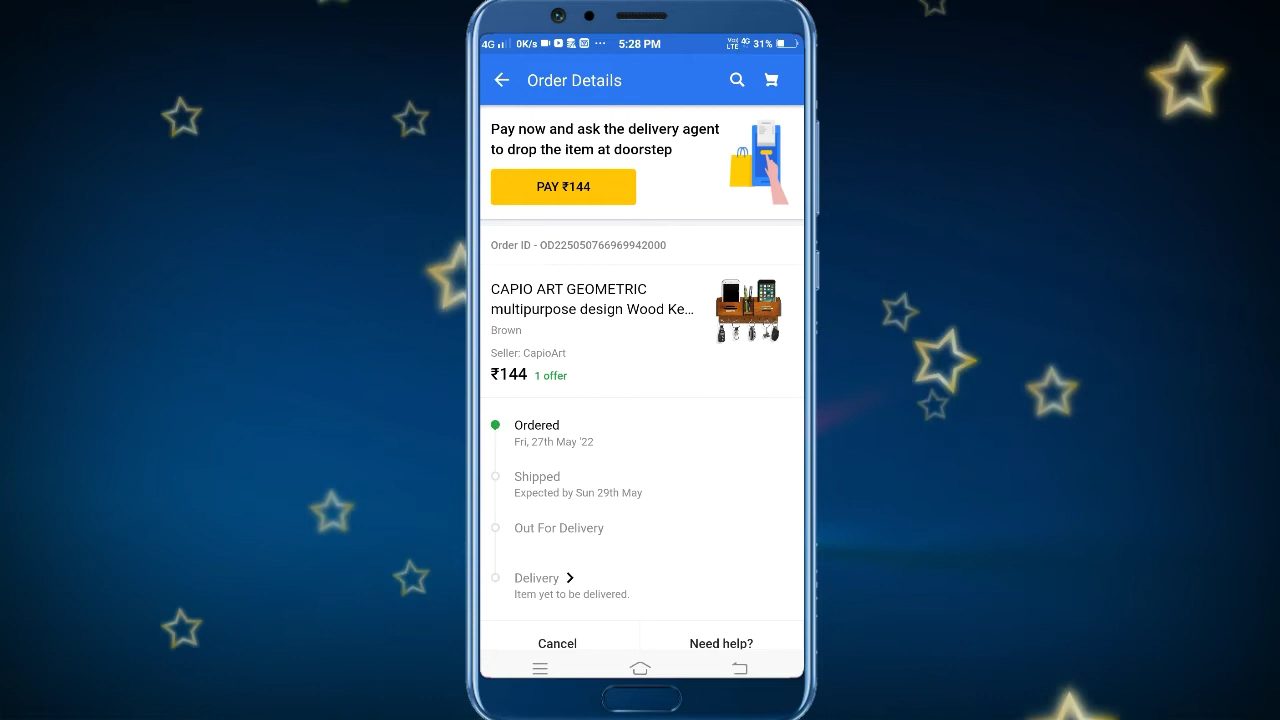 4G 0K/s ... 5:28 PM VoI LTE 4G 31%
Order Details
Pay now and ask the delivery agent
to drop the item at doorstep
PAY ₹144
Order ID - OD225050766969942000
CAPIO ART GEOMETRIC
multipurpose design Wood Ke...
Brown
Seller: CapioArt
₹144 1 offer
Ordered
Fri, 27th May '22
Shipped
Expected by Sun 29th May
Out For Delivery
Delivery
Item yet to be delivered.
Cancel Need help?